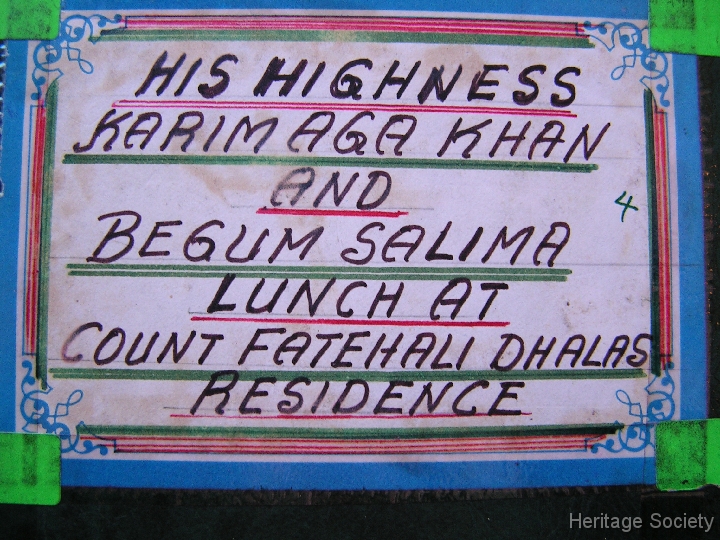 HIS HIGHNESS
KARIM AGA KHAN
AND
4
BEGUM SALIMA
LUNCH AT
COUNT FATEHALI DHALAS
RESIDENCE
Heritage Society